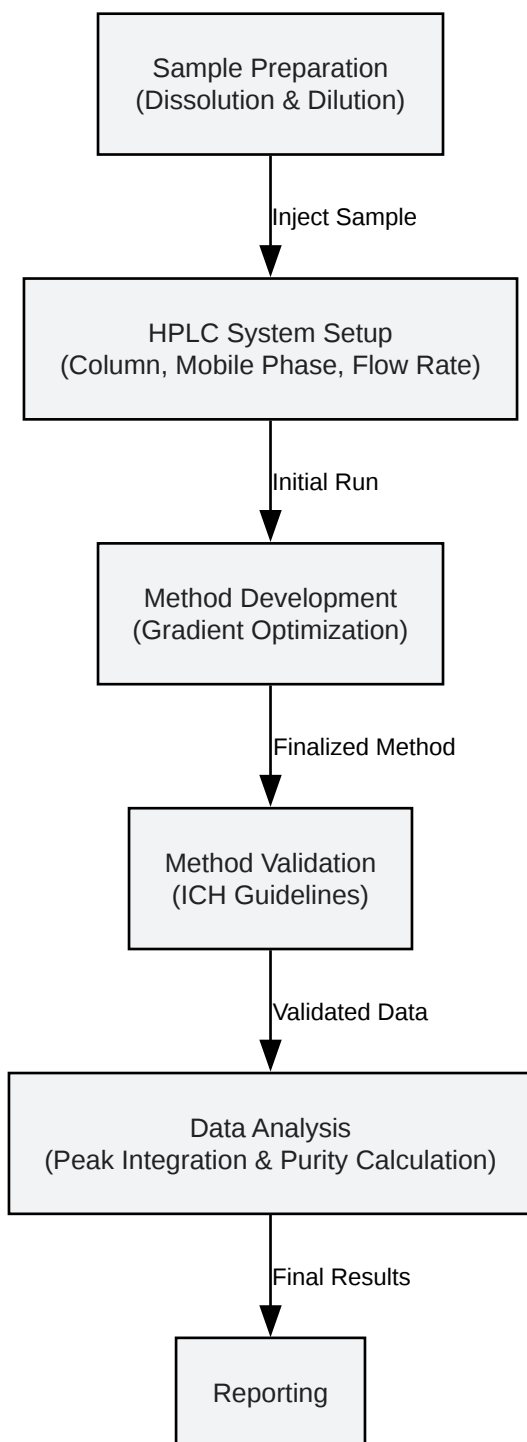 Sample Preparation
(Dissolution & Dilution)
Inject Sample
HPLC System Setup
(Column, Mobile Phase, Flow Rate)
Initial Run
Method Development
(Gradient Optimization)
Finalized Method
Method Validation
(ICH Guidelines)
Validated Data
Data Analysis
(Peak Integration & Purity Calculation)
Final Results
Reporting